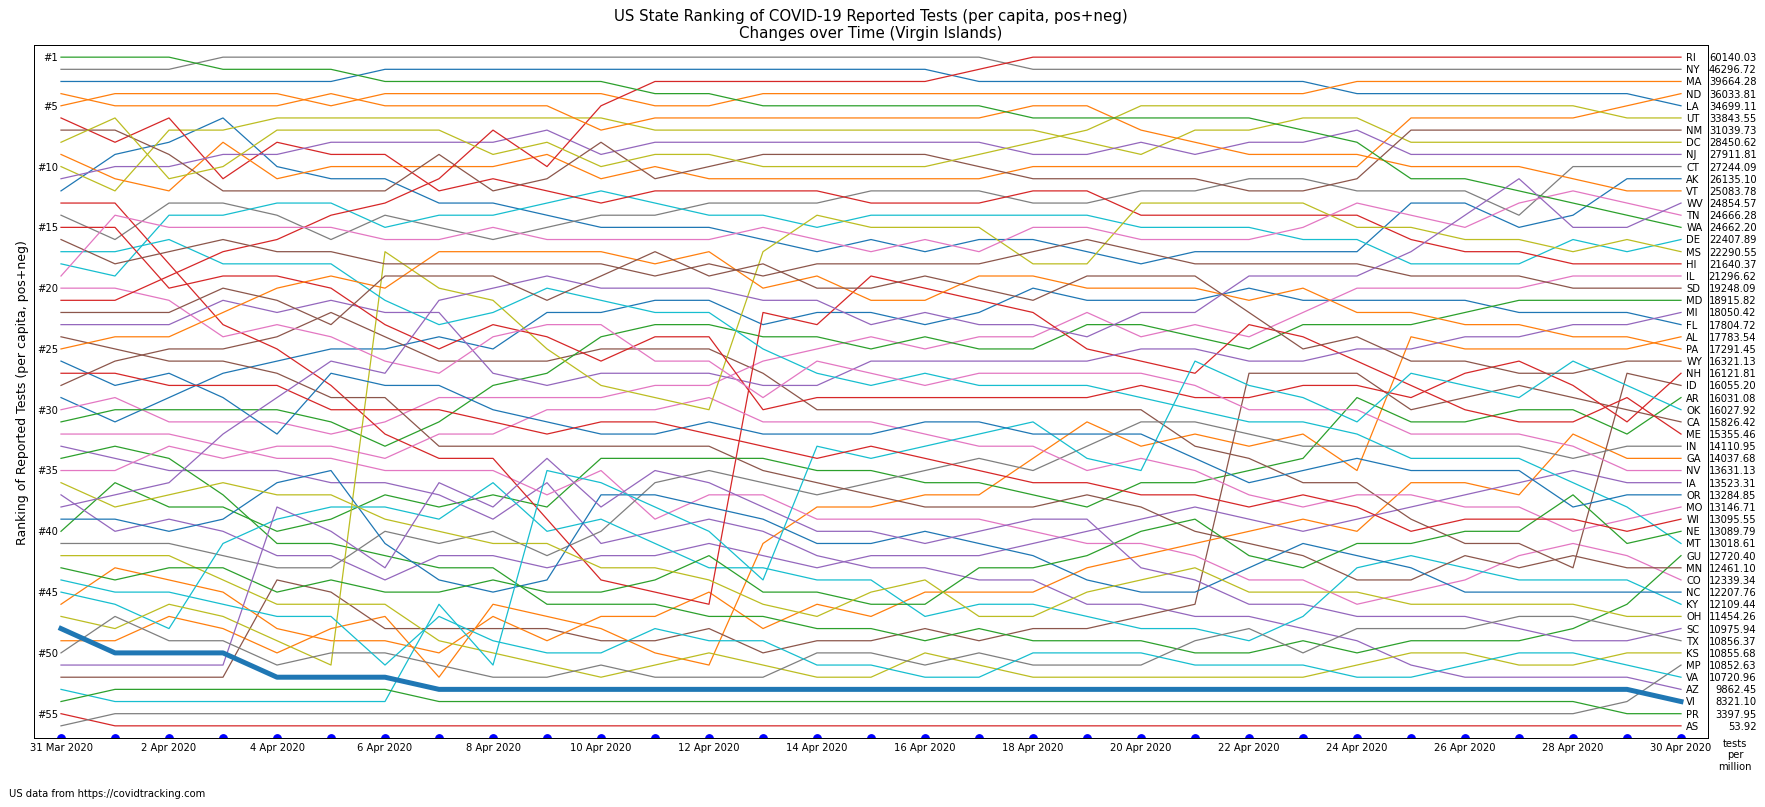 US State Ranking of COVID-19 Reported Tests (per capita, pos+neg)
Changes over Time (Virgin Islands)
Ranking of Reported Tests (per capita, pos+neg)
#1
#5
#10
#15
#20
#25
#30
#35
#40
#45
#50
#55
RI 60140.03
NY 46296.72
MA 39664.28
ND 36033.81
LA 34699.11
UT 33843.55
NM 31039.73
DC 28450.62
NJ 27911.81
CT 27244.09
AK 26135.10
VT 25083.78
WV 24854.57
TN 24666.28
WA 24662.20
DE 22407.89
MS 22290.55
HI 21640.37
IL 21296.62
SD 19248.09
MD 18915.82
MI 18050.42
FL 17804.72
AL 17783.54
PA 17291.45
WY 16321.13
NH 16121.81
ID 16055.20
AR 16031.08
OK 16027.92
CA 15826.42
ME 15355.46
IN 14110.95
GA 14037.68
NV 13631.13
IA 13523.31
OR 13284.85
MO 13146.71
WI 13095.55
NE 13089.79
MT 13018.61
GU 12720.40
MN 12461.10
CO 12339.34
NC 12207.76
KY 12109.44
OH 11454.26
SC 10975.94
TX 10856.37
KS 10855.68
MP 10852.63
VA 10720.96
AZ 9862.45
VI 8321.10
PR 3397.95
AS 53.92
31 Mar 2020 2 Apr 2020 4 Apr 2020 6 Apr 2020 8 Apr 2020 10 Apr 2020 12 Apr 2020 14 Apr 2020 16 Apr 2020 18 Apr 2020 20 Apr 2020 22 Apr 2020 24 Apr 2020 26 Apr 2020 28 Apr 2020 30 Apr 2020
tests
per
million
US data from https://covidtracking.com